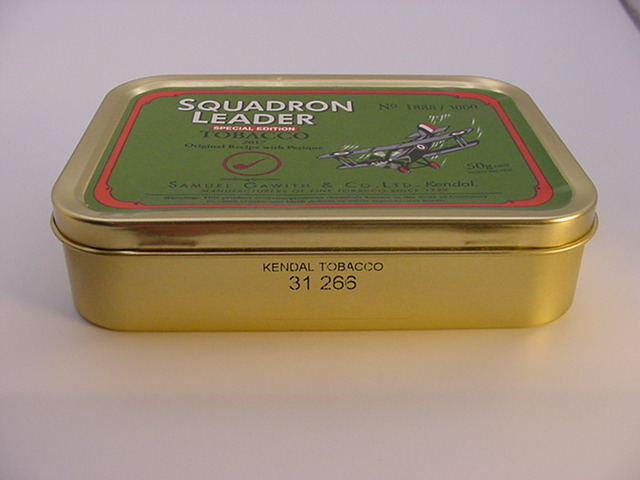 SQUADRON
LEADER
SPECIAL EDITION
TOBACCO
2017
Original Recipe with Perique
No 1888 / 3000
50g
SAMUEL GAWITH & CO. LTD, Kendal.
MANUFACTURERS OF FINE TOBACCO SINCE 1792
KENDAL TOBACCO
31 266